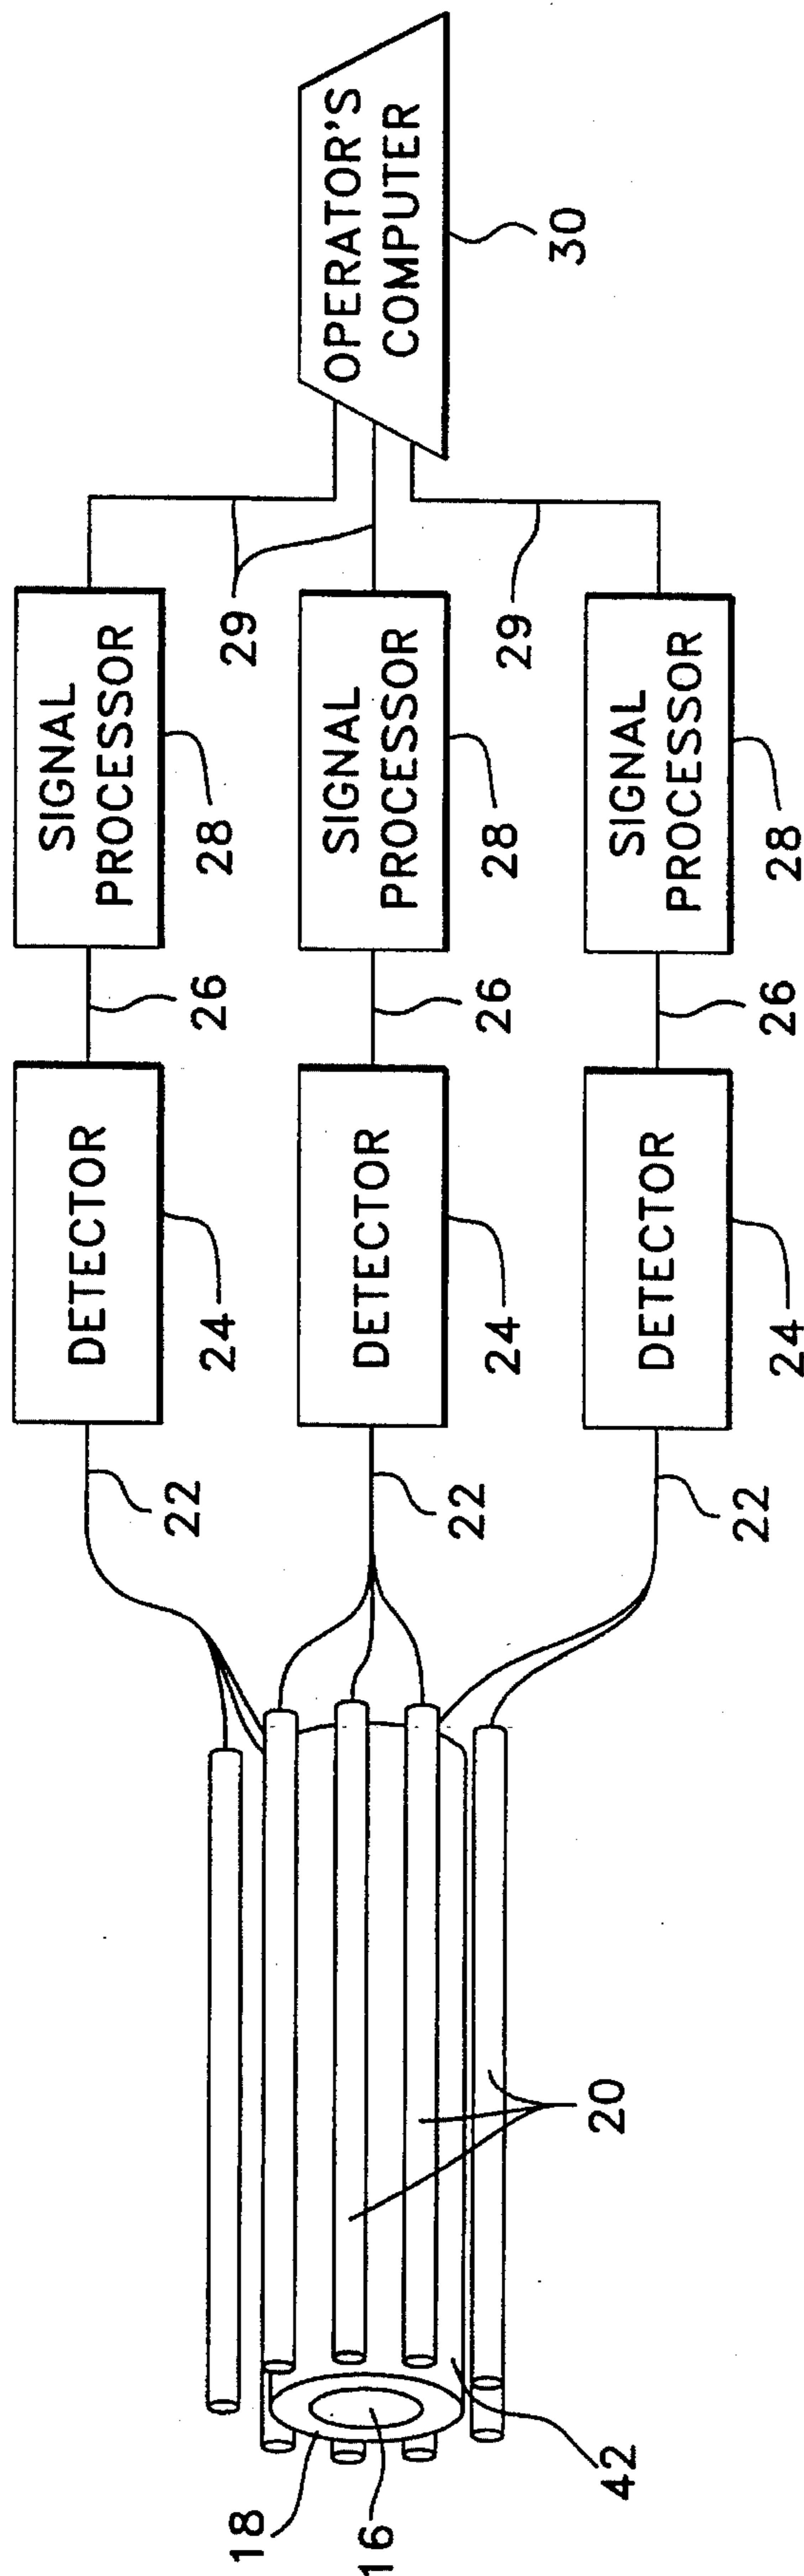 OPERATOR'S
COMPUTER
30
29
29
SIGNAL
PROCESSOR
28
SIGNAL
PROCESSOR
28
SIGNAL
PROCESSOR
28
26
26
26
DETECTOR
24
DETECTOR
24
DETECTOR
24
22
22
22
20
42
18
16